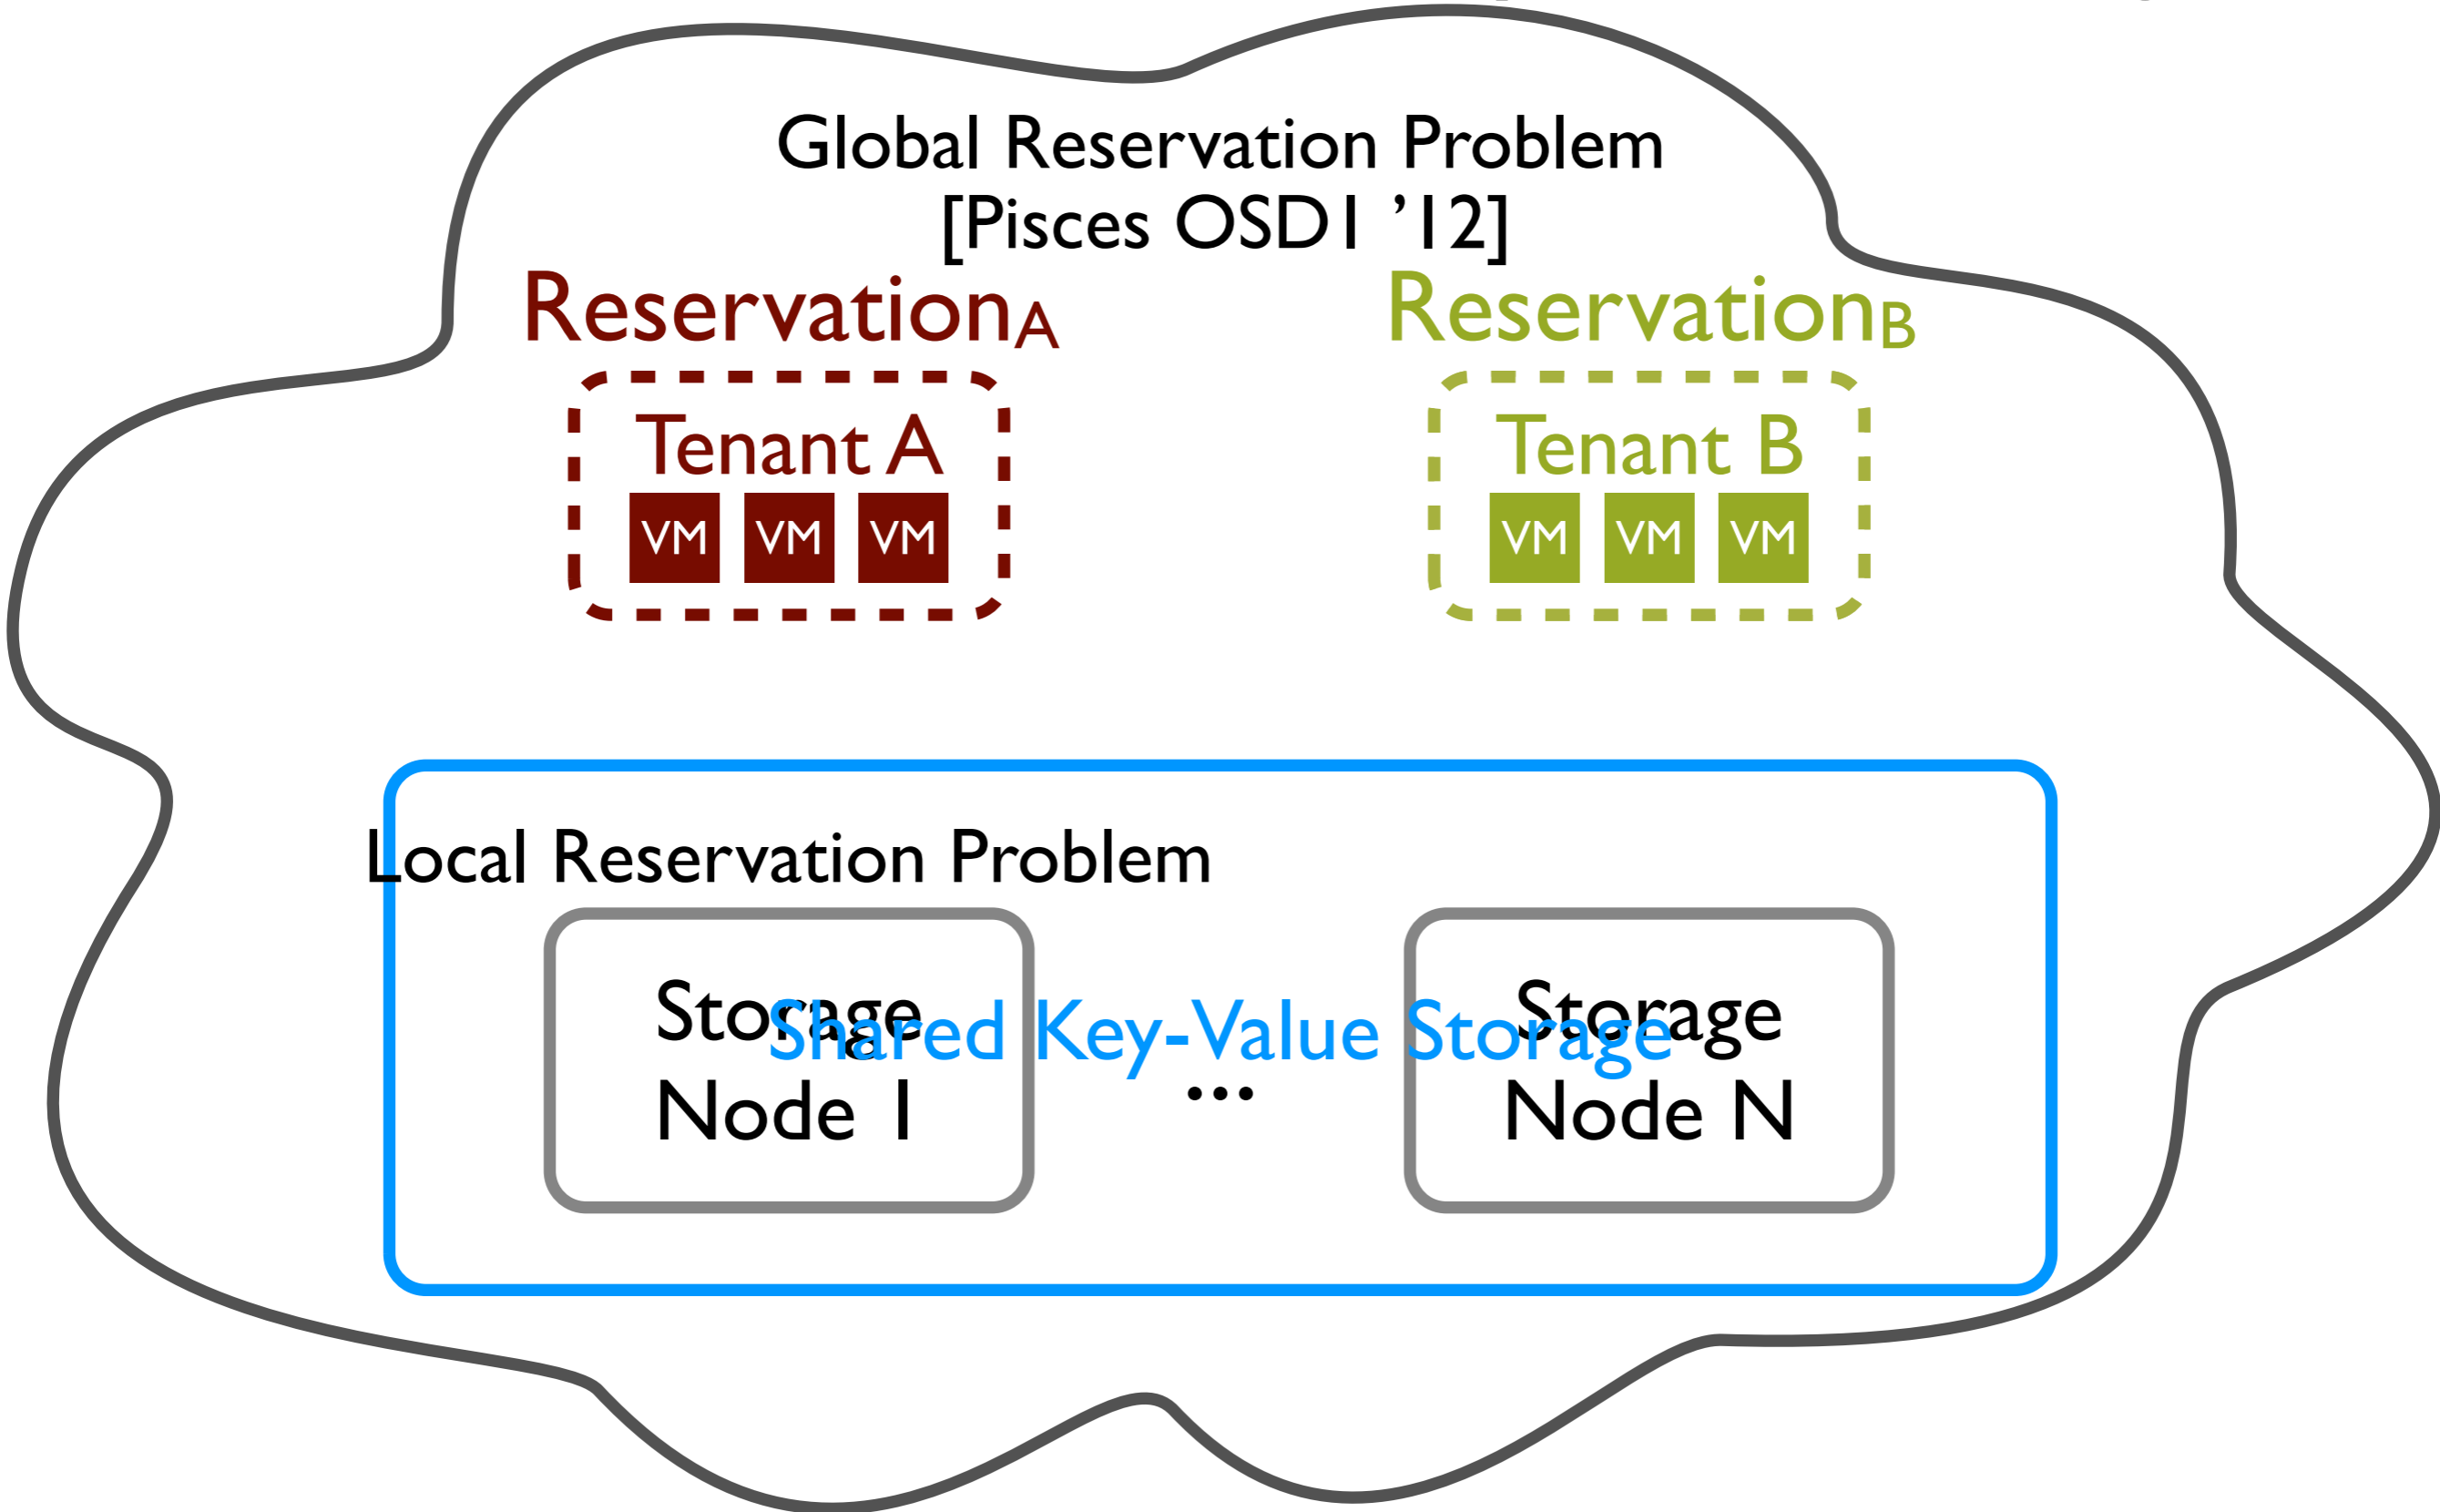 Global Reservation Problem
[Pisces OSD1 ’12]
ReservationA
ReservationB
Tenant A
VM VM VM
Tenant B
VM VM VM
Local Reservation Problem
Storage
Node 1
Shared Key-Value Storage
...
Storage
Node N